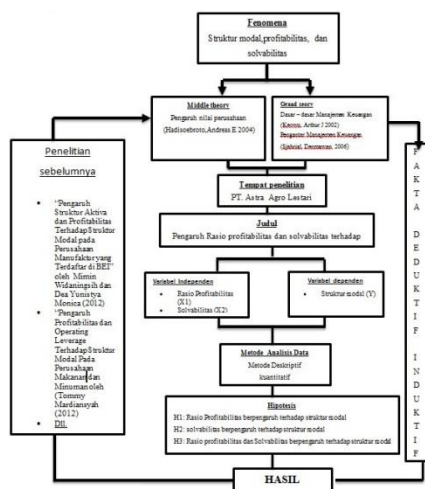 Fenomena
Struktur modal,profitabilitas, dan
solvabilitas
Middle theory
Pengaruh nilai perusahaan
(Hadisoebroto,Andreas E 2004)
Grand teory
Dasar – dasar Manajemen Keuangan
(Keown, Arthur J 2002)
Pengantar Manajemen Keuangan
(Sjahrial, Dermawan, 2006)
Penelitian
sebelumnya
• "Pengaruh
Struktur Aktiva
dan Profitabilitas
TerhadapStruktur
Modal pada
Perusahaan
Manufaktur yang
Terdaftar di BEI"
oleh Mimin
Widaningsih dan
Dea Yunistya
Monica (2012)
• "Pengaruh
Profitabilitas dan
Operating
Leverage
TerhadapStruktur
Modal Pada
Perusahaan
Makanan dan
Minuman oleh
(Tommy
Mardiansyah
(2012)
• Dll.
Tempat penelitian
PT. Astra Agro Lestari
Judul
Pengaruh Rasio profitabilitas dan solvabilitas terhadap
Variabel Independen
• Rasio Profitabilitas
(X1)
• Solvabilitas (X2)
Variabel dependen
• Struktur modal (Y)
Metode Analisis Data
Metode Deskriptif
kuantitatif
Hipotesis
H1: Rasio Profitabilitas berpengaruh terhadap struktur modal
H2: solvabilitas berpengaruh terhadap struktur modal
H3: Rasio profitabilitas dan Solvabilitas berpengaruh terhadap struktur modal
HASIL
FAKTA DEDUKTIF INDUKTIF